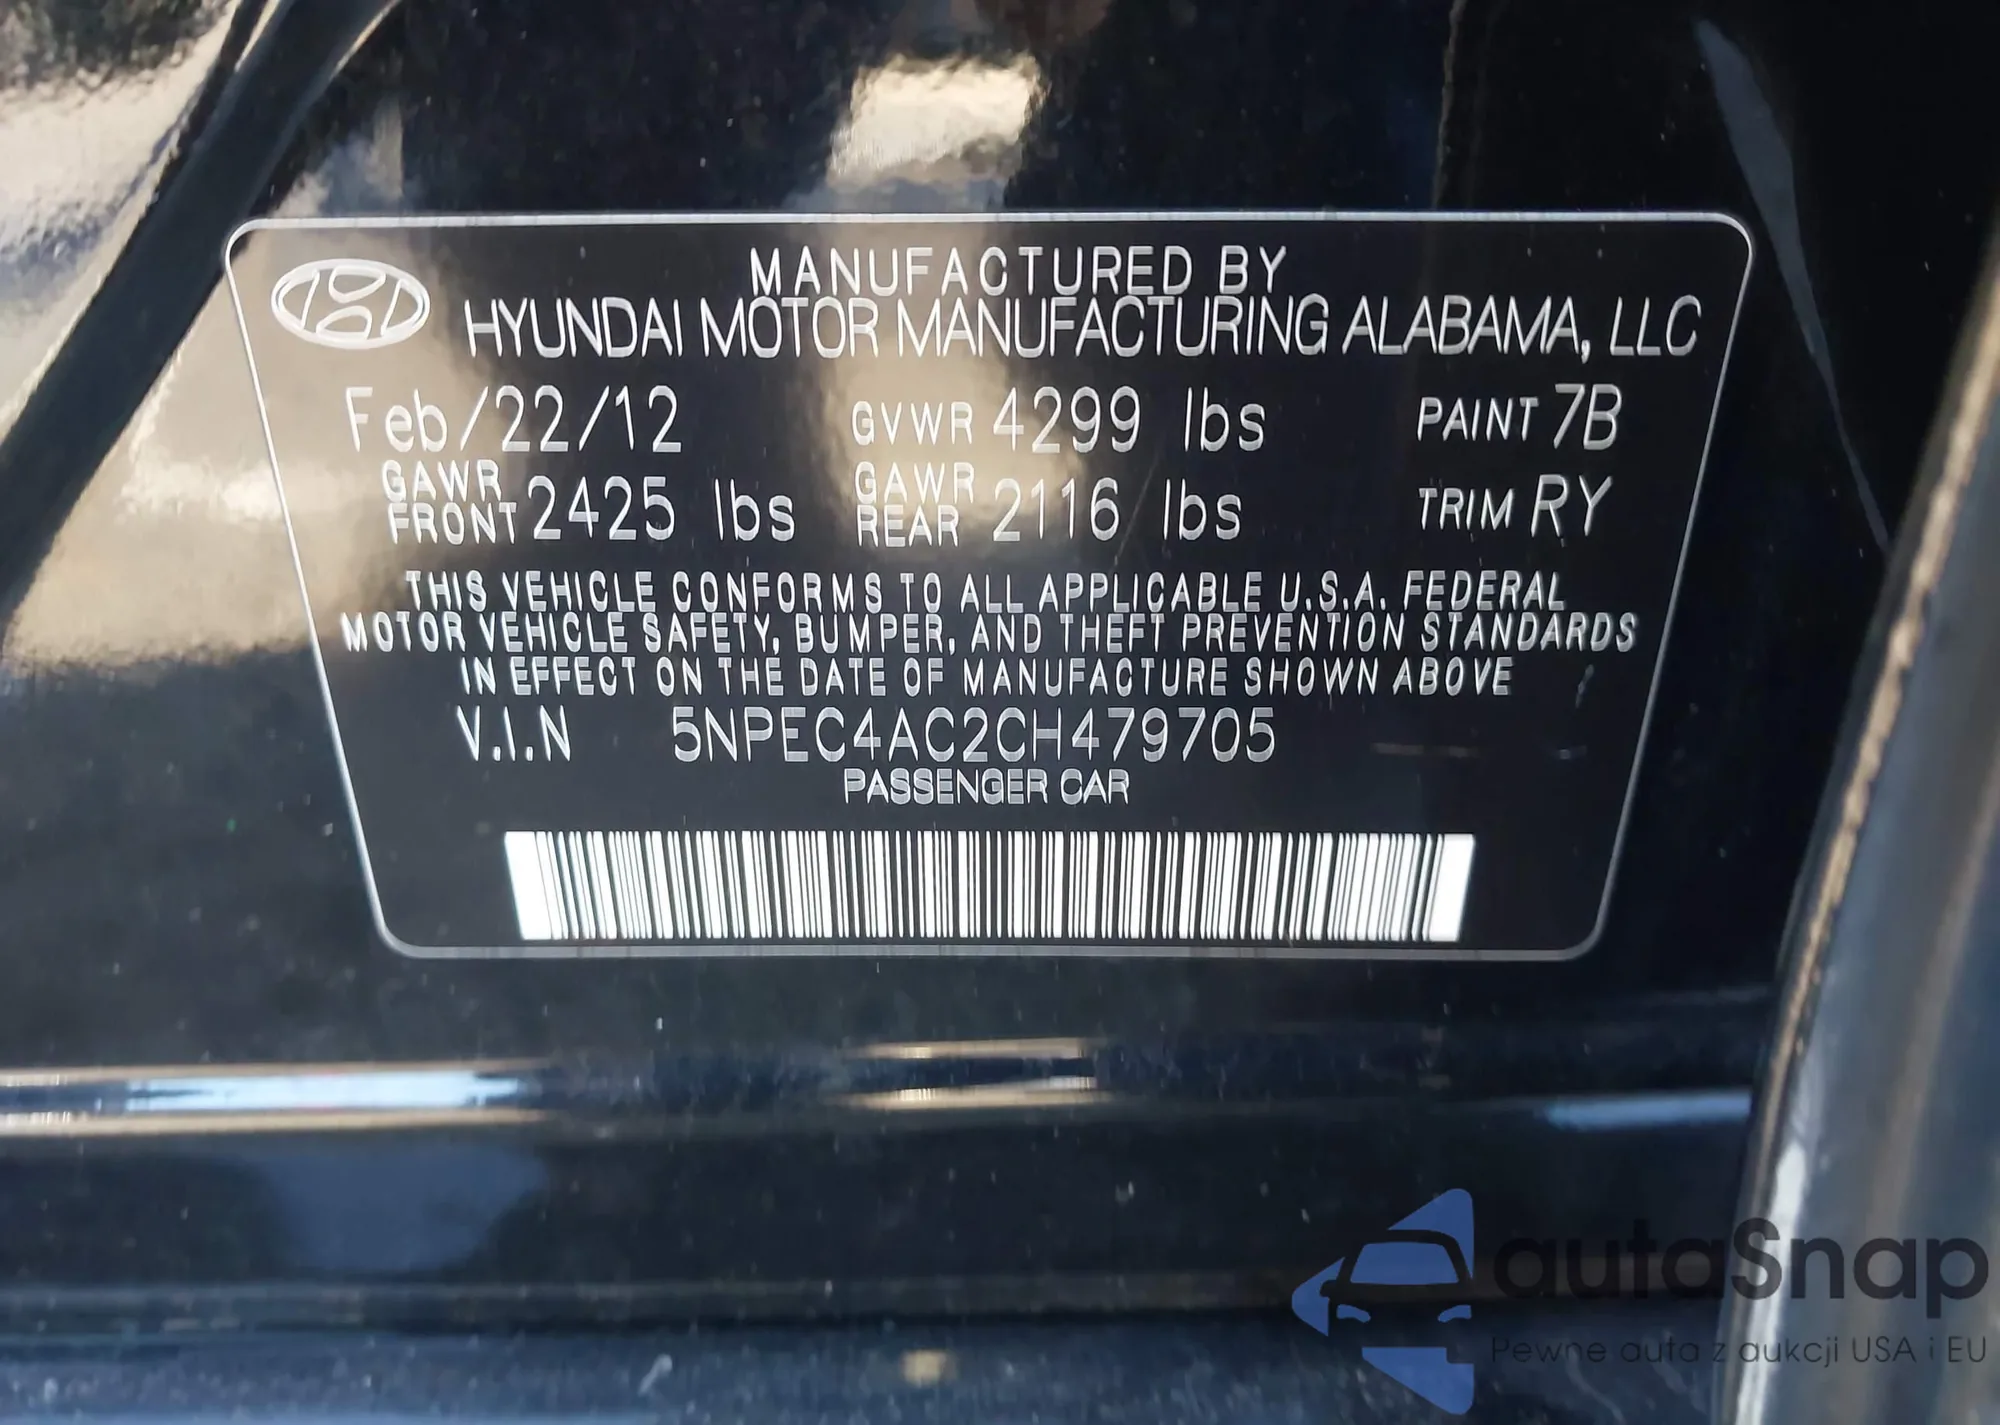 MANUFACTURED BY
HYUNDAI MOTOR MANUFACTURING ALABAMA, LLC
Feb/22/12 GVWR 4299 lbs PAINT 7B
GAWR FRONT 2425 lbs GAWR REAR 2116 lbs TRIM RY
THIS VEHICLE CONFORMS TO ALL APPLICABLE U.S.A. FEDERAL
MOTOR VEHICLE SAFETY, BUMPER, AND THEFT PREVENTION STANDARDS
IN EFFECT ON THE DATE OF MANUFACTURE SHOWN ABOVE
V.I.N 5NPEC4AC2CH479705
PASSENGER CAR
autaSnap
Pewne auta z aukcji USA i EU